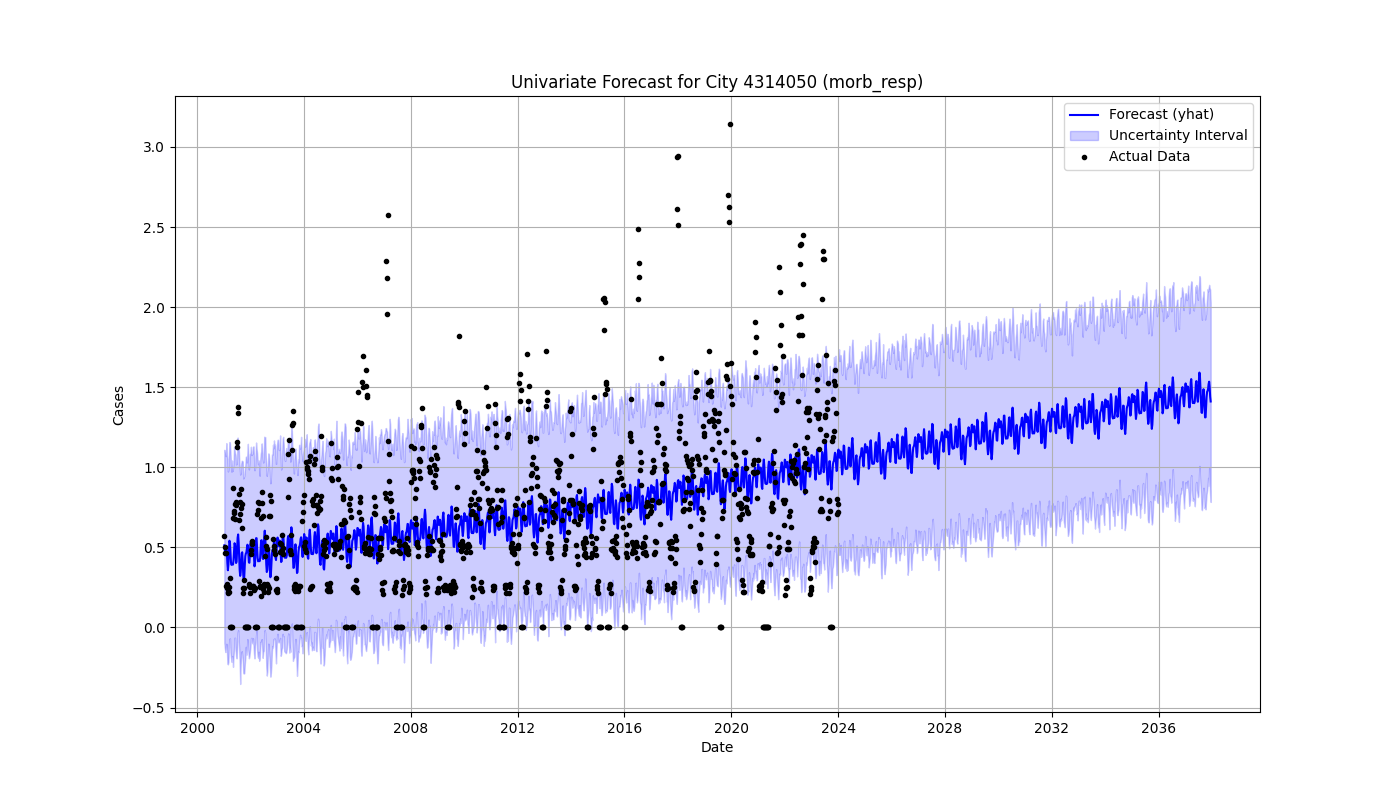 Univariate Forecast for City 4314050 (morb_resp)
Forecast (yhat)
Uncertainty Interval
Actual Data
3.0
2.5
2.0
1.5
1.0
0.5
0.0
−0.5
Cases
2000 2004 2008 2012 2016 2020 2024 2028 2032 2036
Date